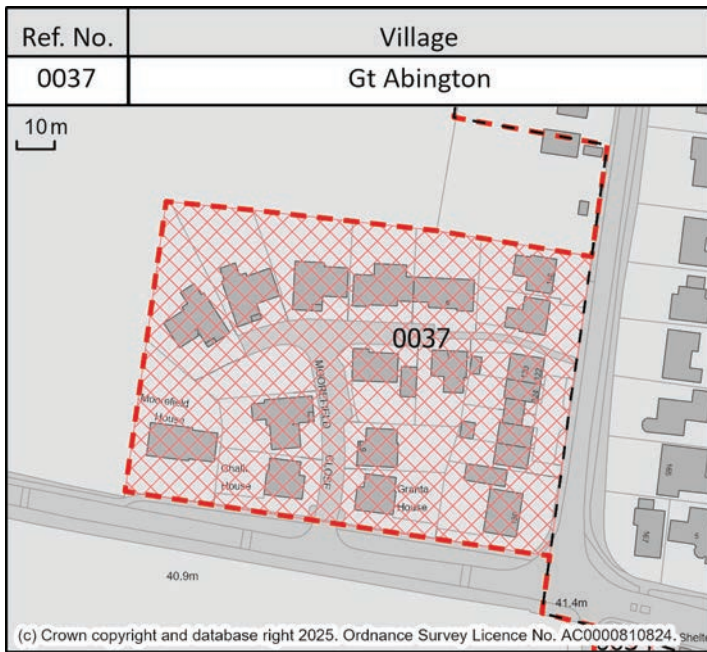 Ref. No. Village
0037 Gt Abington
10 m
0037
MOOREFIELD CLOSE
Moorefield
House
Chalk
House
Granta
House
167
40.9m
41.4m
(c) Crown copyright and database right 2025. Ordnance Survey Licence No. AC0000810824.